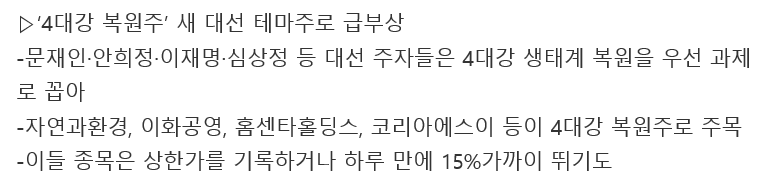 ▷‘4대강 복원주’ 새 대선 테마주로 급부상
-문재인·안희정·이재명·심상정 등 대선 주자들은 4대강 생태계 복원을 우선 과제
로 꼽아
-자연과환경, 이화공영, 홈센타홀딩스, 코리아에스이 등이 4대강 복원주로 주목
-이들 종목은 상한가를 기록하거나 하루 만에 15%가까이 뛰기도